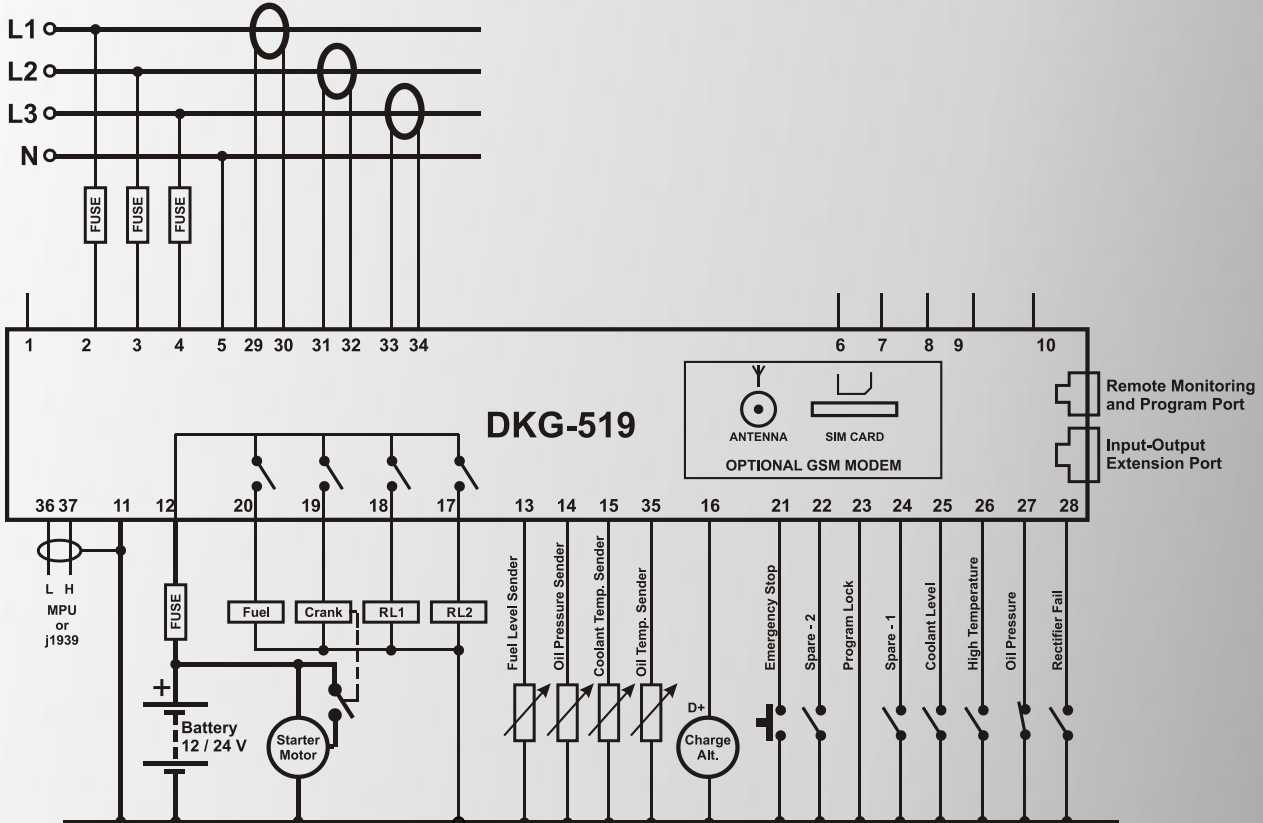 L1
L2
L3
N
FUSE FUSE FUSE
1 2 3 4 5 29 30 31 32 33 34 6 7 8 9 10
Remote Monitoring
and Program Port
Input-Output
Extension Port
DKG-519
ANTENNA SIM CARD
OPTIONAL GSM MODEM
36 37 11 12 20 19 18 17 13 14 15 35 16 21 22 23 24 25 26 27 28
L H
MPU
or
j1939
FUSE
Fuel Crank RL1 RL2
Fuel Level Sender
Oil Pressure Sender
Coolant Temp. Sender
Oil Temp. Sender
Emergency Stop
Spare - 2
Program Lock
Spare - 1
Coolant Level
High Temperature
Oil Pressure
Rectifier Fail
+
Battery
12 / 24 V
Starter
Motor
D+
Charge
Alt.